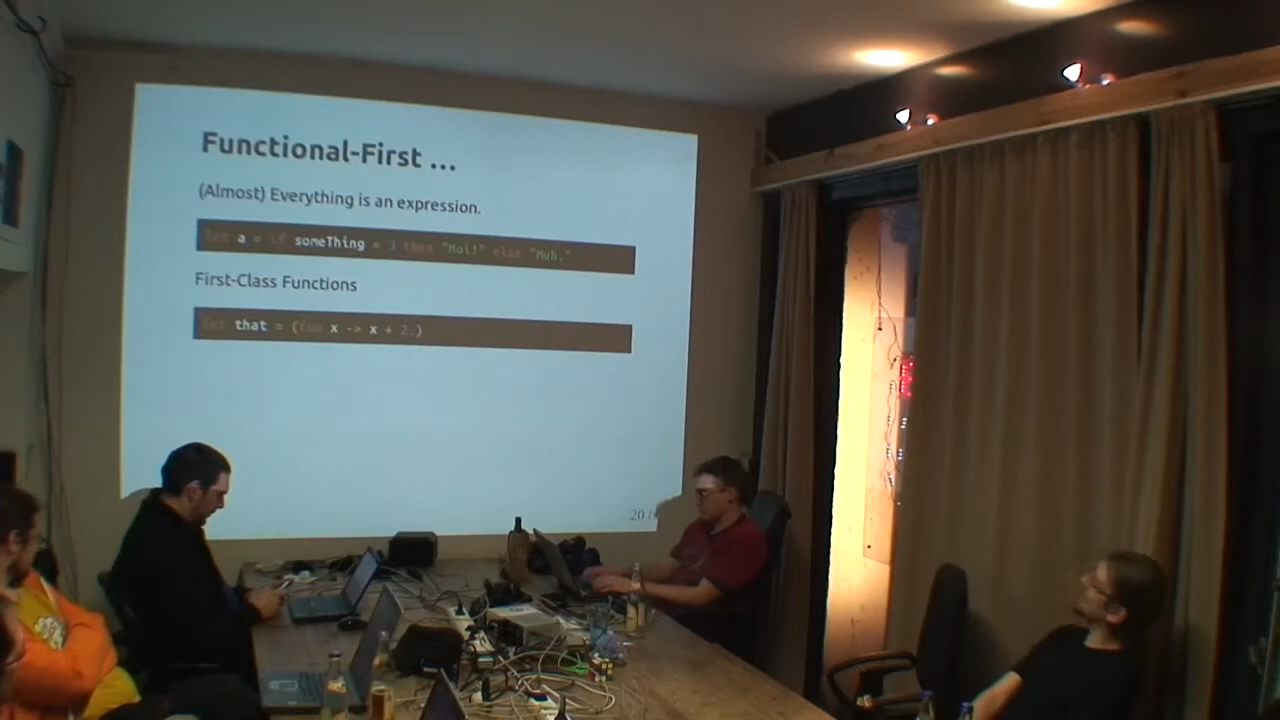 Functional-First ...
(Almost) Everything is an expression.
let a = if someThing = 3 then "Moi!" else "Muh."
First-Class Functions
let that = (fun x -> x + 2.)
20 /